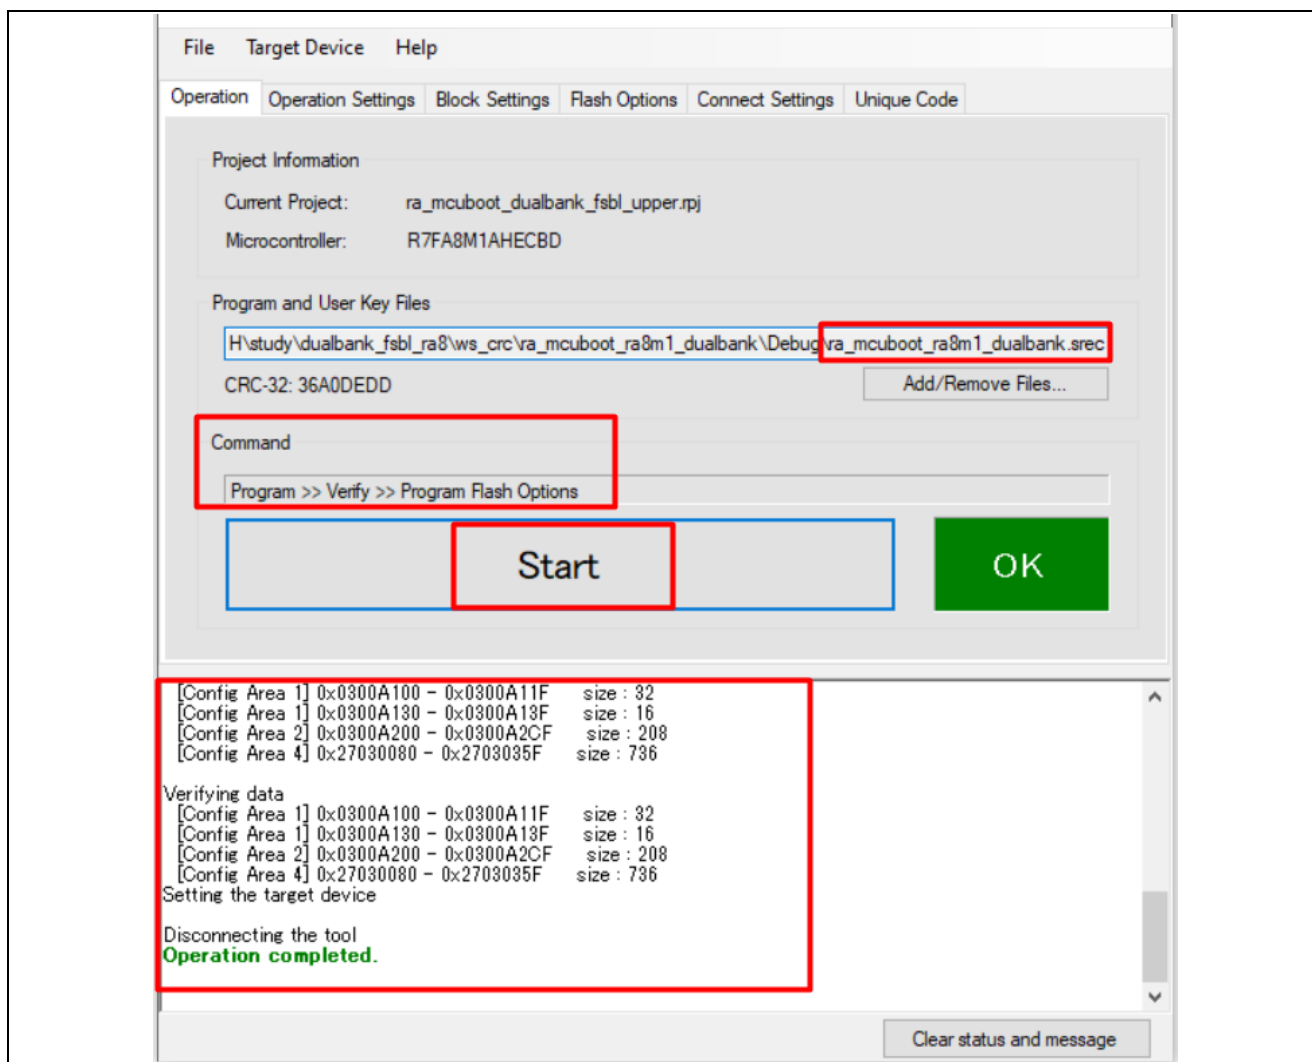 File Target Device Help
Operation Operation Settings Block Settings Flash Options Connect Settings Unique Code
Project Information
Current Project: ra_mcuboot_dualbank_fsbl_upper.rpj
Microcontroller: R7FA8M1AHECBD
Program and User Key Files
H\study\dualbank_fsbl_ra8\ws_crc\ra_mcuboot_ra8m1_dualbank\Debug\ra_mcuboot_ra8m1_dualbank.srec
CRC-32: 36A0DEDD Add/Remove Files...
Command
Program >> Verify >> Program Flash Options
Start OK
[Config Area 1] 0x0300A100 - 0x0300A11F size : 32
[Config Area 1] 0x0300A130 - 0x0300A13F size : 16
[Config Area 2] 0x0300A200 - 0x0300A2CF size : 208
[Config Area 4] 0x27030080 - 0x2703035F size : 736
Verifying data
[Config Area 1] 0x0300A100 - 0x0300A11F size : 32
[Config Area 1] 0x0300A130 - 0x0300A13F size : 16
[Config Area 2] 0x0300A200 - 0x0300A2CF size : 208
[Config Area 4] 0x27030080 - 0x2703035F size : 736
Setting the target device
Disconnecting the tool
Operation completed.
Clear status and message